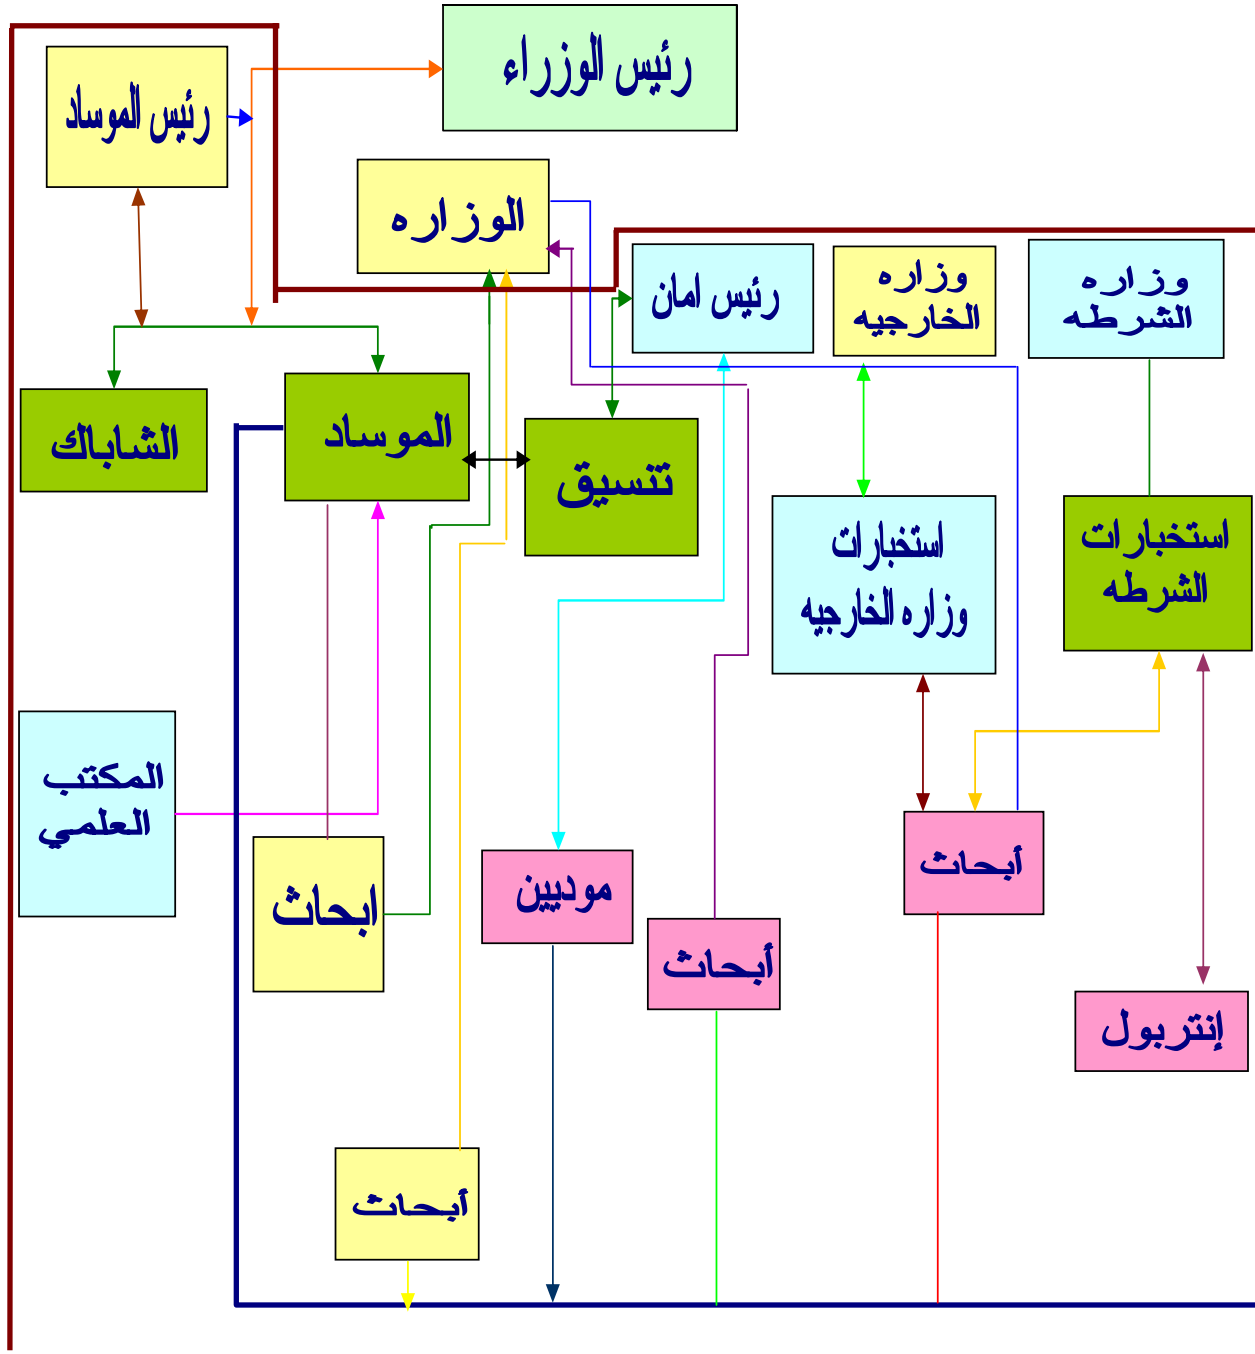 رئيس الوزراء
رئيس الموساد
الوزاره
رئيس امان
وزاره
الخارجيه
وزاره
الشرطه
الشاباك
الموساد
تنسيق
استخبارات
وزاره الخارجيه
استخبارات
الشرطه
المكتب
العلمي
ابحاث
موديين
أبحاث
أبحاث
إنتربول
أبحاث